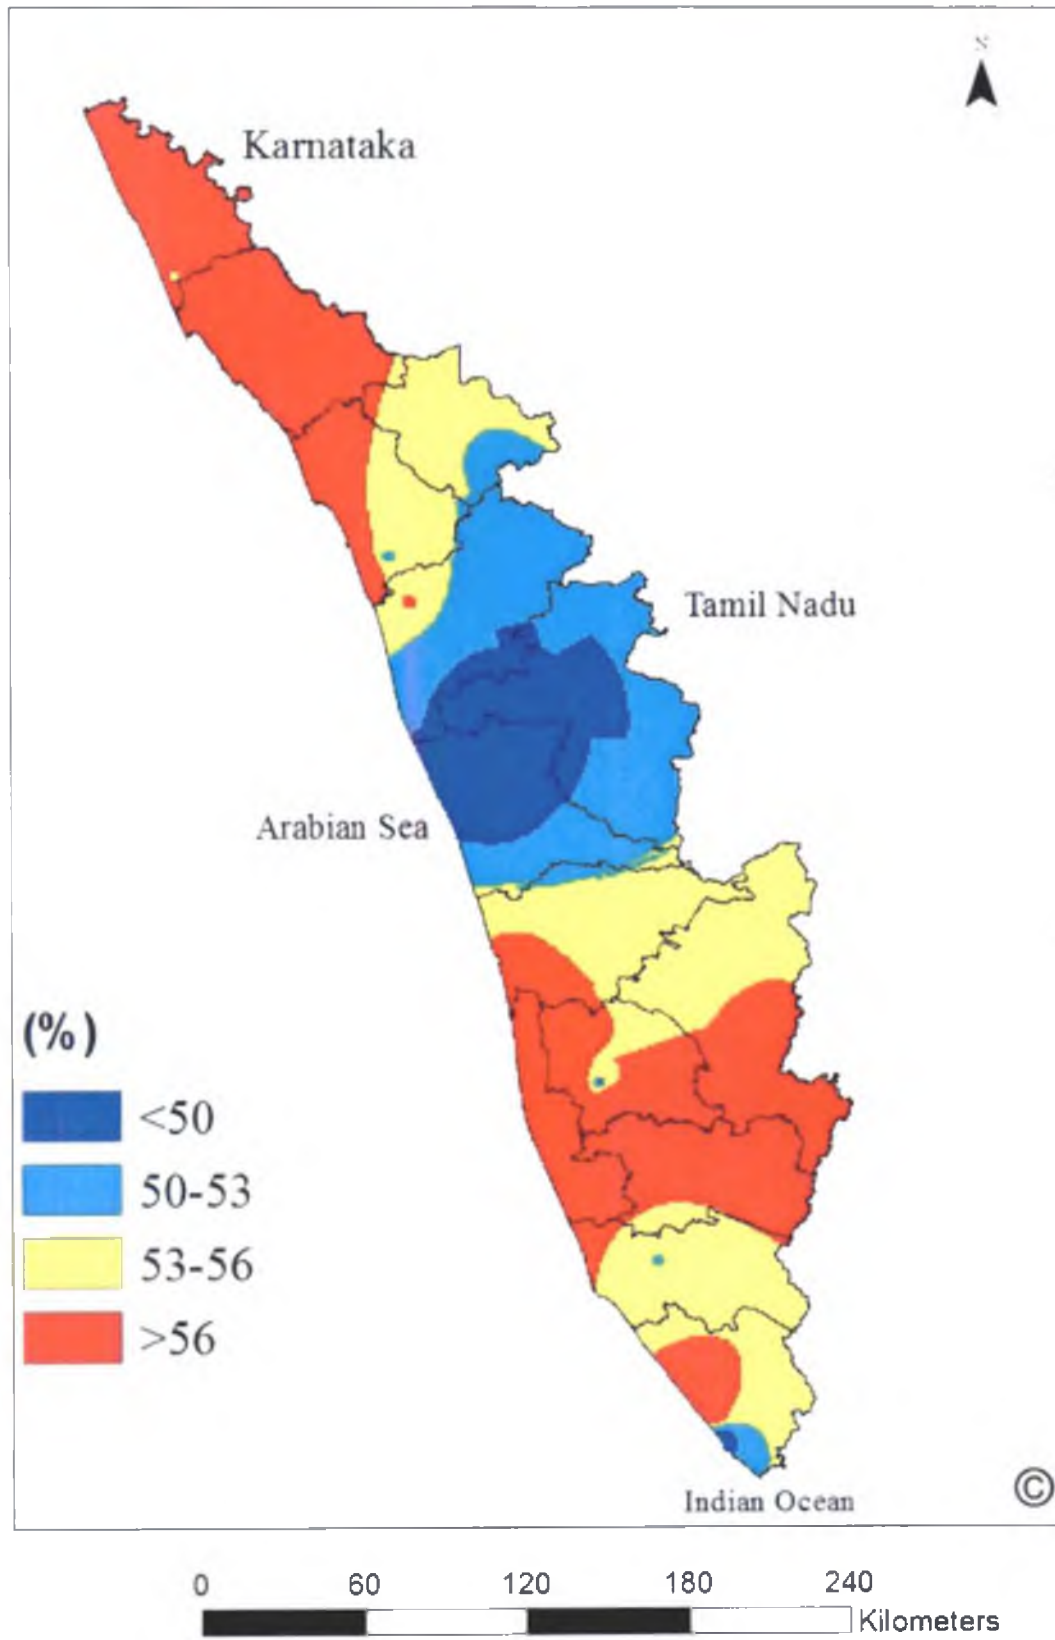 N
Karnataka
Tamil Nadu
Arabian Sea
(%)
<50
50-53
53-56
>56
Indian Ocean
©
0 60 120 180 240
Kilometers